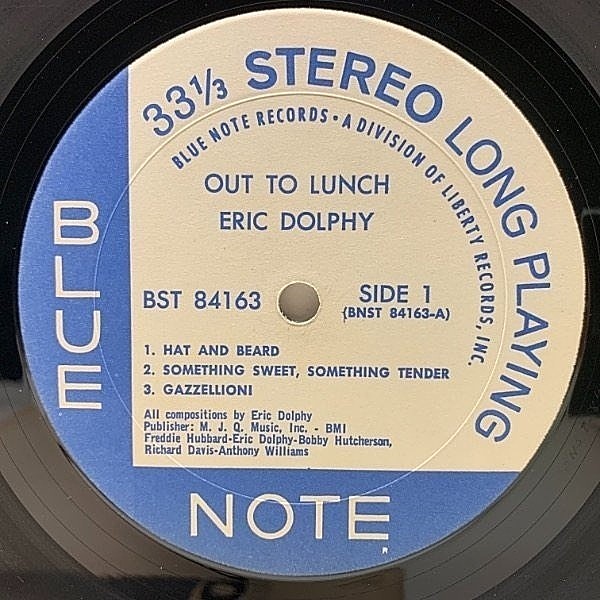 33⅓ STEREO LONG PLAYING
BLUE NOTE RECORDS • A DIVISION OF LIBERTY RECORDS, INC.
OUT TO LUNCH
ERIC DOLPHY
BST 84163
SIDE 1
(BNST 84163-A)
1. HAT AND BEARD
2. SOMETHING SWEET, SOMETHING TENDER
3. GAZZELLIONI
All compositions by Eric Dolphy
Publisher: M. J. Q. Music, Inc. - BMI
Freddie Hubbard-Eric Dolphy-Bobby Hutcherson,
Richard Davis-Anthony Williams
BLUE
NOTE